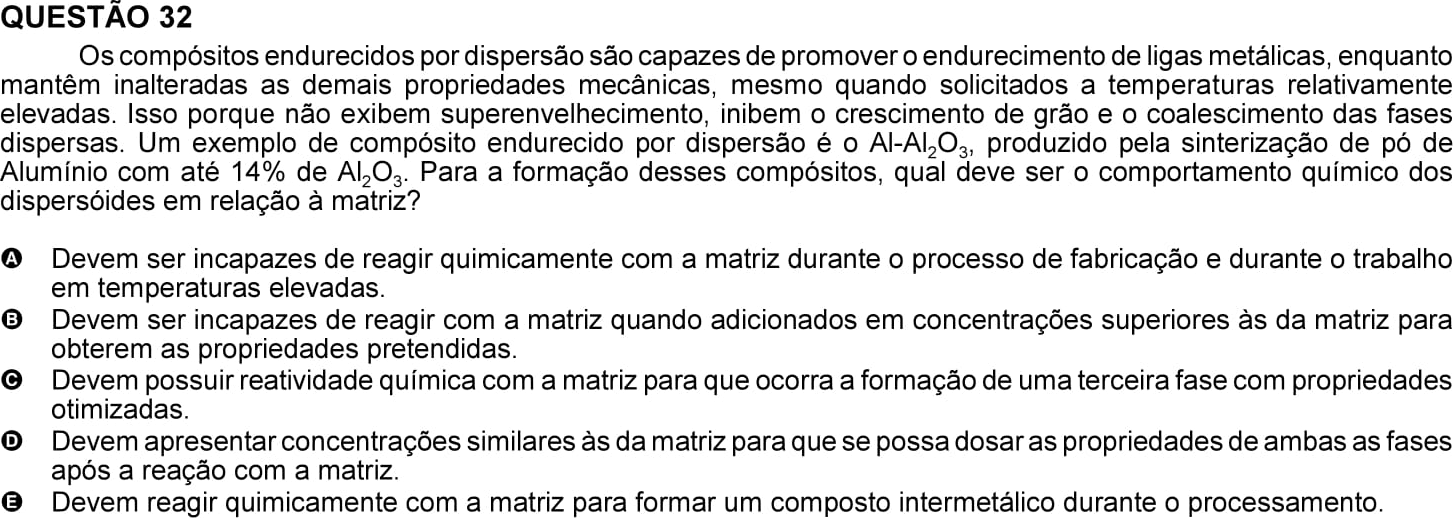 QUESTÃO 32
Os compósitos endurecidos por dispersão são capazes de promover o endurecimento de ligas metálicas, enquanto
mantêm inalteradas as demais propriedades mecânicas, mesmo quando solicitados a temperaturas relativamente
elevadas. Isso porque não exibem superenvelhecimento, inibem o crescimento de grão e o coalescimento das fases
dispersas. Um exemplo de compósito endurecido por dispersão é o Al-Al₂O₃, produzido pela sinterização de pó de
Alumínio com até 14% de Al₂O₃. Para a formação desses compósitos, qual deve ser o comportamento químico dos
dispersóides em relação à matriz?
A Devem ser incapazes de reagir quimicamente com a matriz durante o processo de fabricação e durante o trabalho
em temperaturas elevadas.
B Devem ser incapazes de reagir com a matriz quando adicionados em concentrações superiores às da matriz para
obterem as propriedades pretendidas.
C Devem possuir reatividade química com a matriz para que ocorra a formação de uma terceira fase com propriedades
otimizadas.
D Devem apresentar concentrações similares às da matriz para que se possa dosar as propriedades de ambas as fases
após a reação com a matriz.
E Devem reagir quimicamente com a matriz para formar um composto intermetálico durante o processamento.